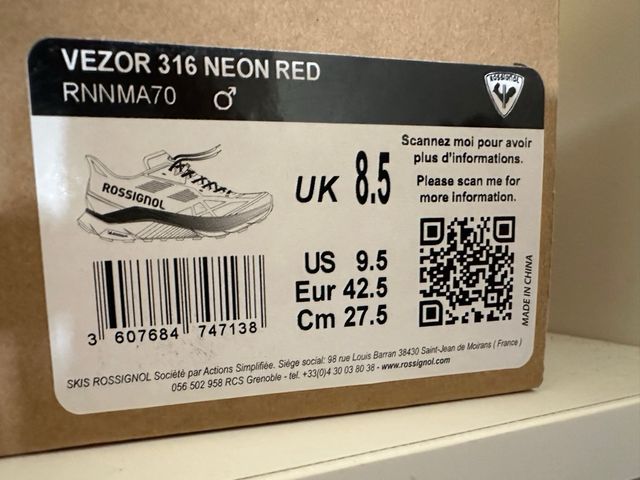 VEZOR 316 NEON RED
RNNMA70 ♂
ROSSIGNOL
Scannez moi pour avoir
plus d'informations.
Please scan me for
more information.
ROSSIGNOL
UK 8.5
US 9.5
Eur 42.5
Cm 27.5
MADE IN CHINA
3 607684 747138
SKIS ROSSIGNOL Société par Actions Simplifiée. Siège social: 98 rue Louis Barran 38430 Saint-Jean de Moirans ( France )
056 502 958 RCS Grenoble - tel. +33(0)4 30 03 80 38 - www.rossignol.com